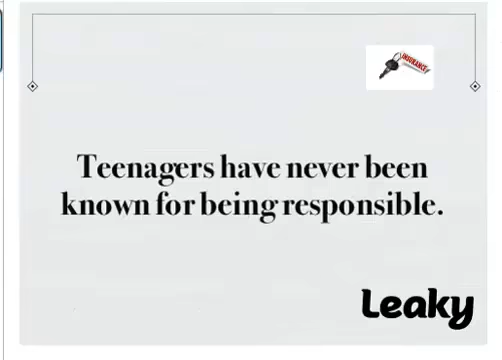 INSURANCE
Teenagers have never been
known for being responsible.
Leaky